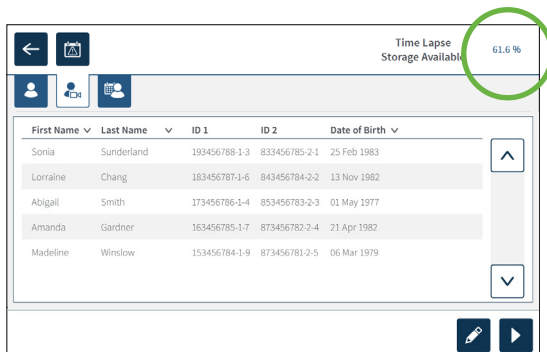 Time Lapse
Storage Available 61.6 %
First Name Last Name ID 1 ID 2 Date of Birth
Sonia Sunderland 193456788-1-3 833456785-2-1 25 Feb 1983
Lorraine Chang 183456787-1-6 843456784-2-2 13 Nov 1982
Abigail Smith 173456786-1-4 853456783-2-3 01 May 1977
Amanda Gardner 163456785-1-7 873456782-2-4 21 Apr 1982
Madeline Winslow 153456784-1-9 873456781-2-5 06 Mar 1979